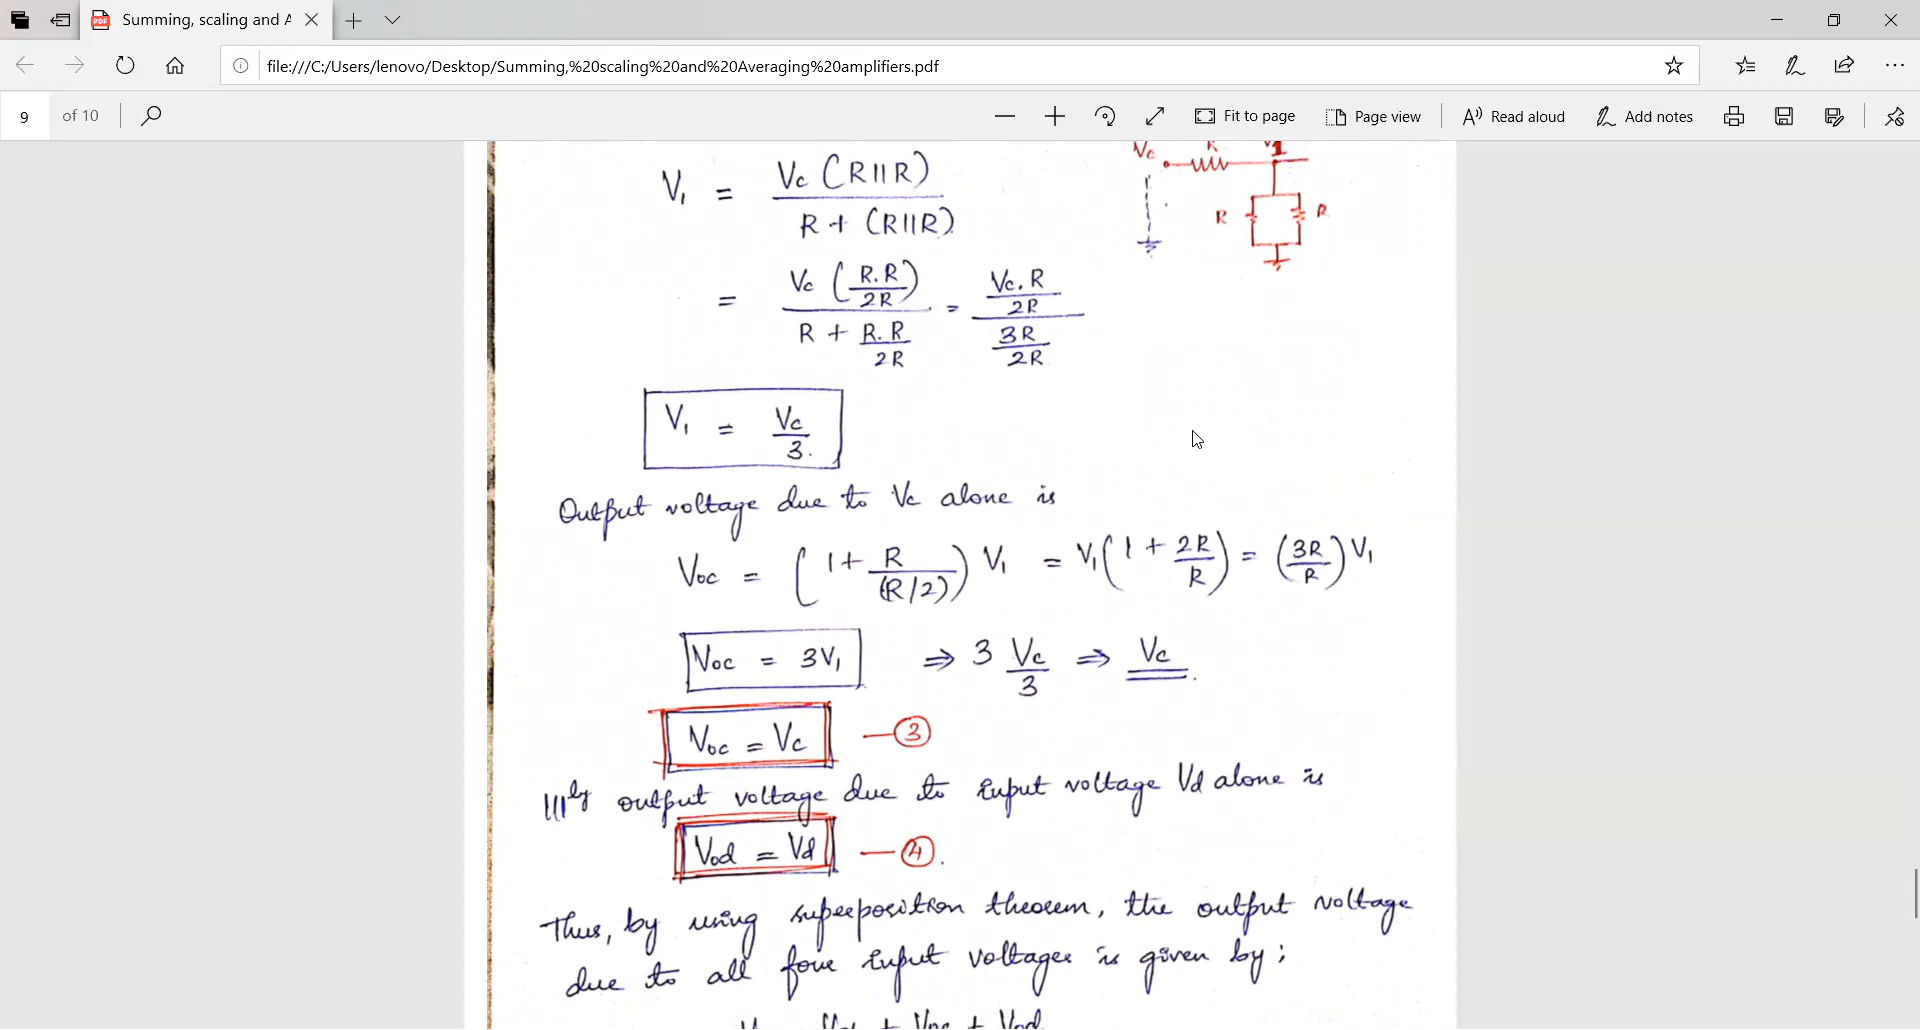 Summing, scaling and A
file:///C:/Users/lenovo/Desktop/Summing,%20scaling%20and%20Averaging%20amplifiers.pdf
9 of 10 Fit to page Page view Read aloud Add notes
Vc R V1
V1 = Vc (R||R) / R + (R||R)
R R
= Vc (R.R/2R) / R + R.R/2R = Vc.R/2R / 3R/2R
V1 = Vc/3.
Output voltage due to Vc alone is
Voc = (1 + R/(R/2)) V1 = V1(1 + 2R/R) = (3R/R) V1
Voc = 3V1 ⇒ 3 Vc/3 ⇒ Vc.
Voc = Vc —③
|||ly output voltage due to input voltage Vd alone is
Vod = Vd —④.
Thus, by using superposition theorem, the output voltage
due to all four input voltages is given by;